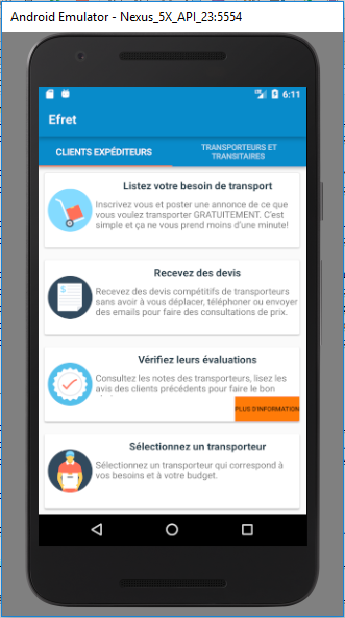 Android Emulator - Nexus_5X_API_23:5554
6:11
Efret
CLIENTS EXPÉDITEURS
TRANSPORTEURS ET
TRANSITAIRES
Listez votre besoin de transport
Inscrivez vous et poster une annonce de ce que
vous voulez transporter GRATUITEMENT. C'est
simple et ça ne vous prend moins d'une minute!
Recevez des devis
Recevez des devis compétitifs de transporteurs
sans avoir à vous déplacer, téléphoner ou envoyer
des emails pour faire des consultations de prix.
Vérifiez leurs évaluations
Consultez les notes des transporteurs, lisez les
avis des clients précédents pour faire le bon
PLUS D'INFORMATION
Sélectionnez un transporteur
Sélectionnez un transporteur qui correspond à
vos besoins et à votre budget.